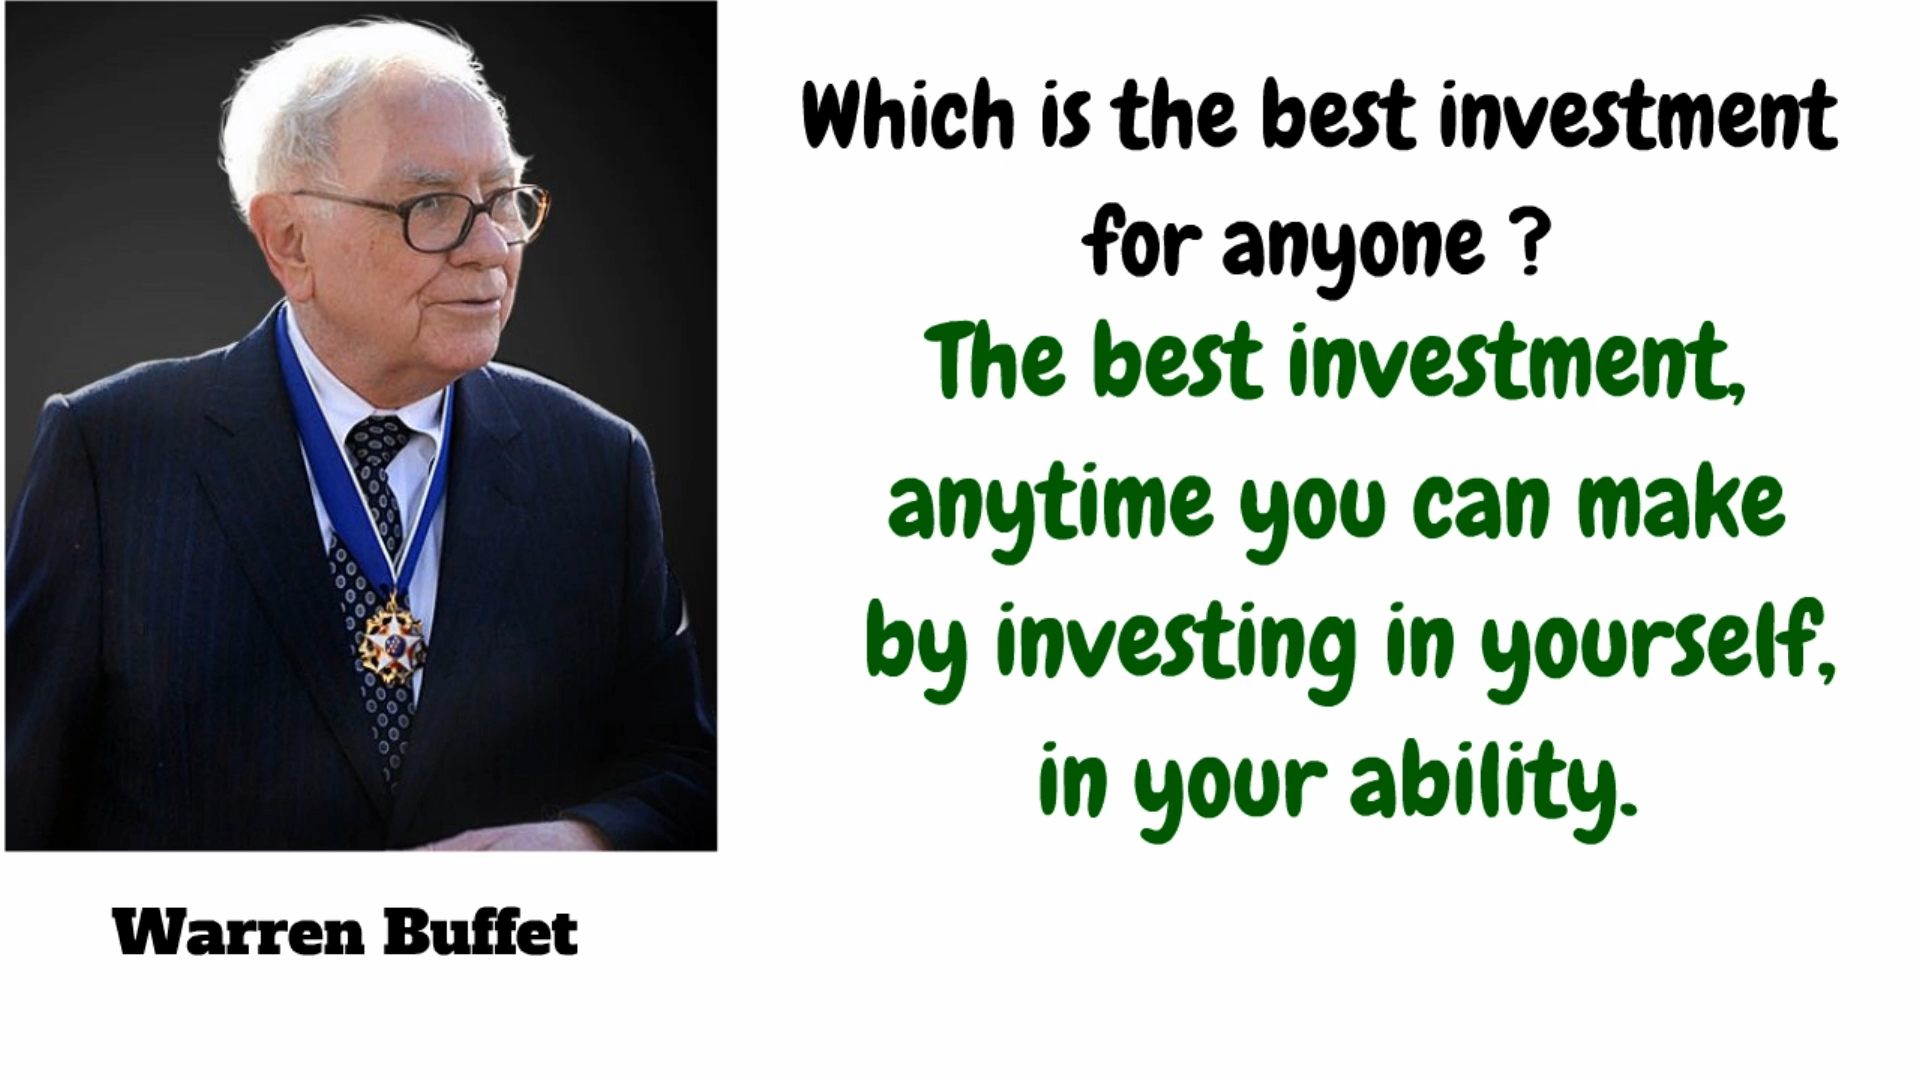 Which is the best investment
for anyone ?
The best investment,
anytime you can make
by investing in yourself,
in your ability.
Warren Buffet